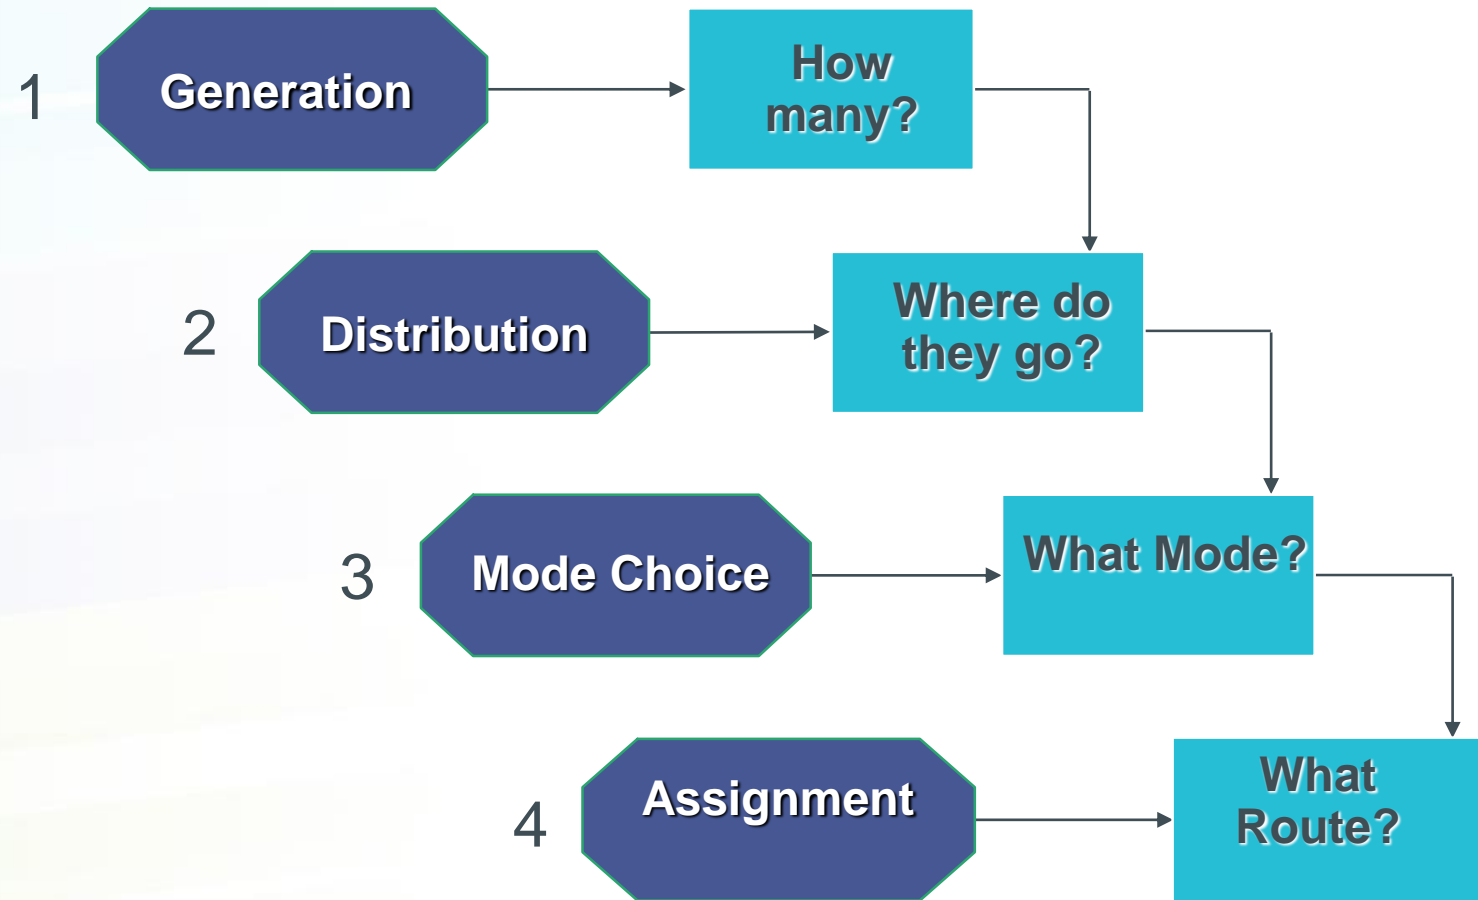 1
Generation
How
many?
2
Distribution
Where do
they go?
3
Mode Choice
What Mode?
4
Assignment
What
Route?